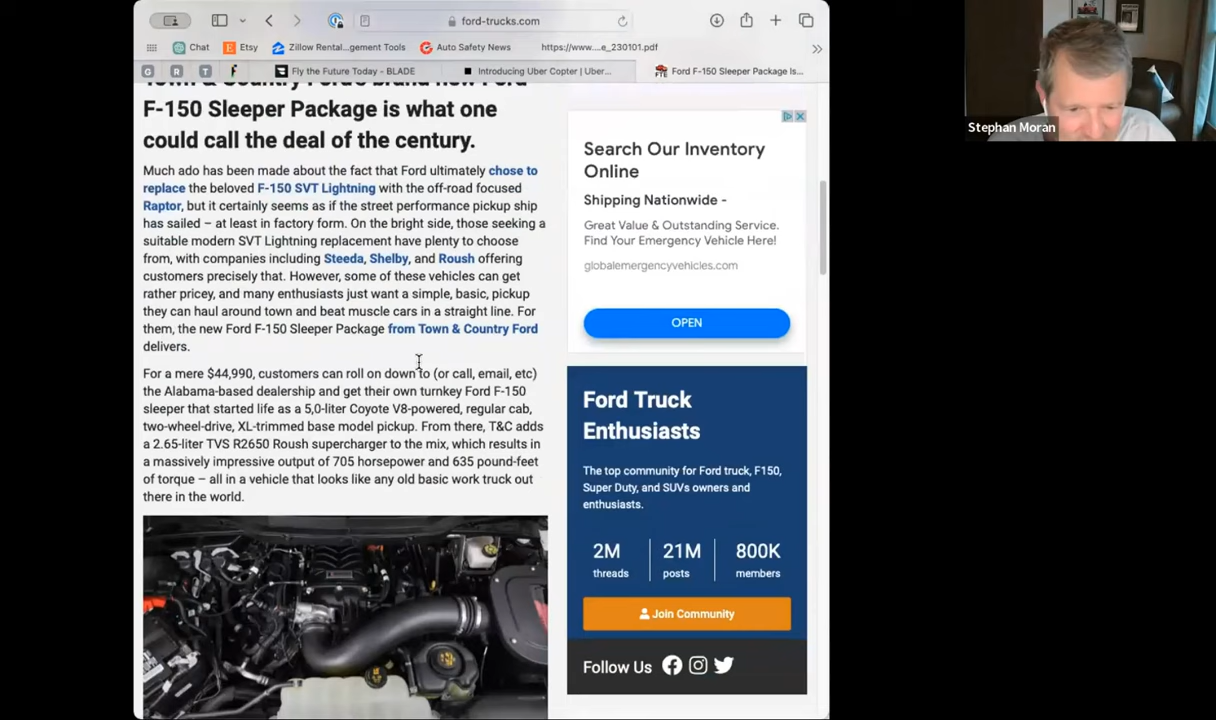 ford-trucks.com
Chat
Etsy
Zillow Rental...gement Tools
Auto Safety News
https://www...._e_230101.pdf
G
R
T
Fly the Future Today - BLADE
Introducing Uber Copter | Uber...
Ford F-150 Sleeper Package Is...
Town & Country Ford's brand new Ford
F-150 Sleeper Package is what one
could call the deal of the century.
Much ado has been made about the fact that Ford ultimately chose to
replace the beloved F-150 SVT Lightning with the off-road focused
Raptor, but it certainly seems as if the street performance pickup ship
has sailed – at least in factory form. On the bright side, those seeking a
suitable modern SVT Lightning replacement have plenty to choose
from, with companies including Steeda, Shelby, and Roush offering
customers precisely that. However, some of these vehicles can get
rather pricey, and many enthusiasts just want a simple, basic, pickup
they can haul around town and beat muscle cars in a straight line. For
them, the new Ford F-150 Sleeper Package from Town & Country Ford
delivers.
For a mere $44,990, customers can roll on down to (or call, email, etc)
the Alabama-based dealership and get their own turnkey Ford F-150
sleeper that started life as a 5,0-liter Coyote V8-powered, regular cab,
two-wheel-drive, XL-trimmed base model pickup. From there, T&C adds
a 2.65-liter TVS R2650 Roush supercharger to the mix, which results in
a massively impressive output of 705 horsepower and 635 pound-feet
of torque – all in a vehicle that looks like any old basic work truck out
there in the world.
Search Our Inventory
Online
Shipping Nationwide -
Great Value & Outstanding Service.
Find Your Emergency Vehicle Here!
globalemergencyvehicles.com
OPEN
Ford Truck
Enthusiasts
The top community for Ford truck, F150,
Super Duty, and SUVs owners and
enthusiasts.
2M
threads
21M
posts
800K
members
Join Community
Follow Us
Stephan Moran